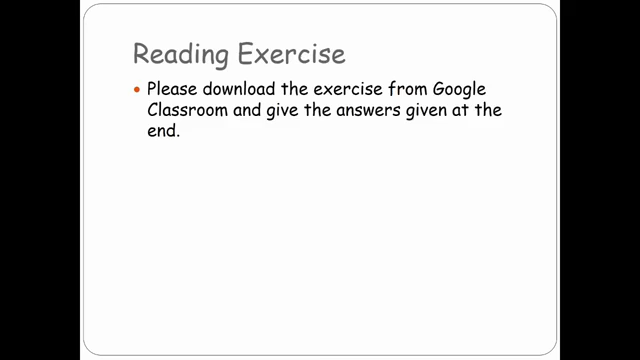 Reading Exercise
• Please download the exercise from Google
Classroom and give the answers given at the
end.